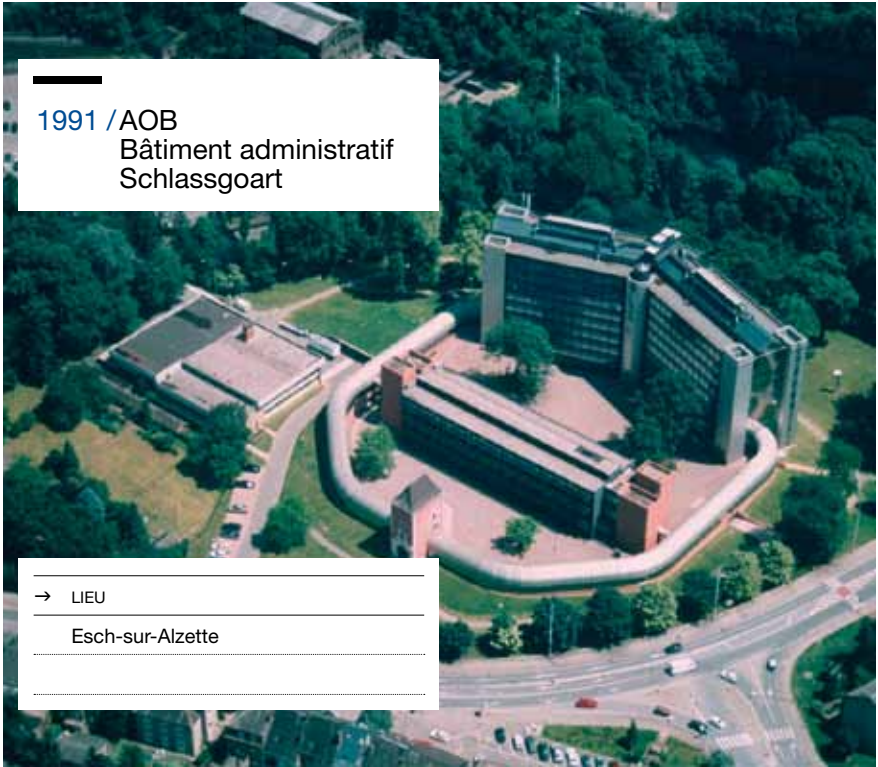 1991 / AOB
Bâtiment administratif
Schlassgoart
→ LIEU
Esch-sur-Alzette